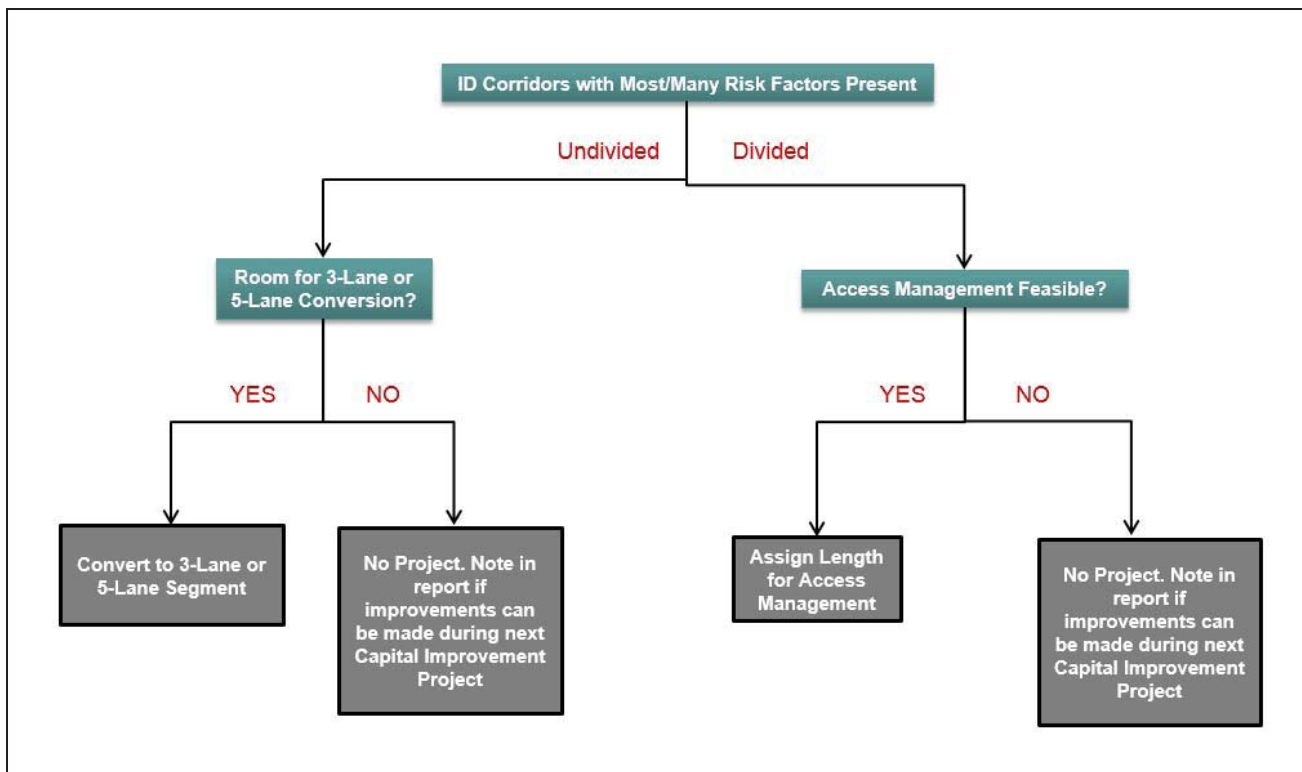 ID Corridors with Most/Many Risk Factors Present
Undivided
Divided
Room for 3-Lane or
5-Lane Conversion?
Access Management Feasible?
YES
NO
YES
NO
Convert to 3-Lane or
5-Lane Segment
No Project. Note in
report if
improvements can
be made during next
Capital Improvement
Project
Assign Length
for Access
Management
No Project. Note in
report if
improvements can
be made during next
Capital Improvement
Project